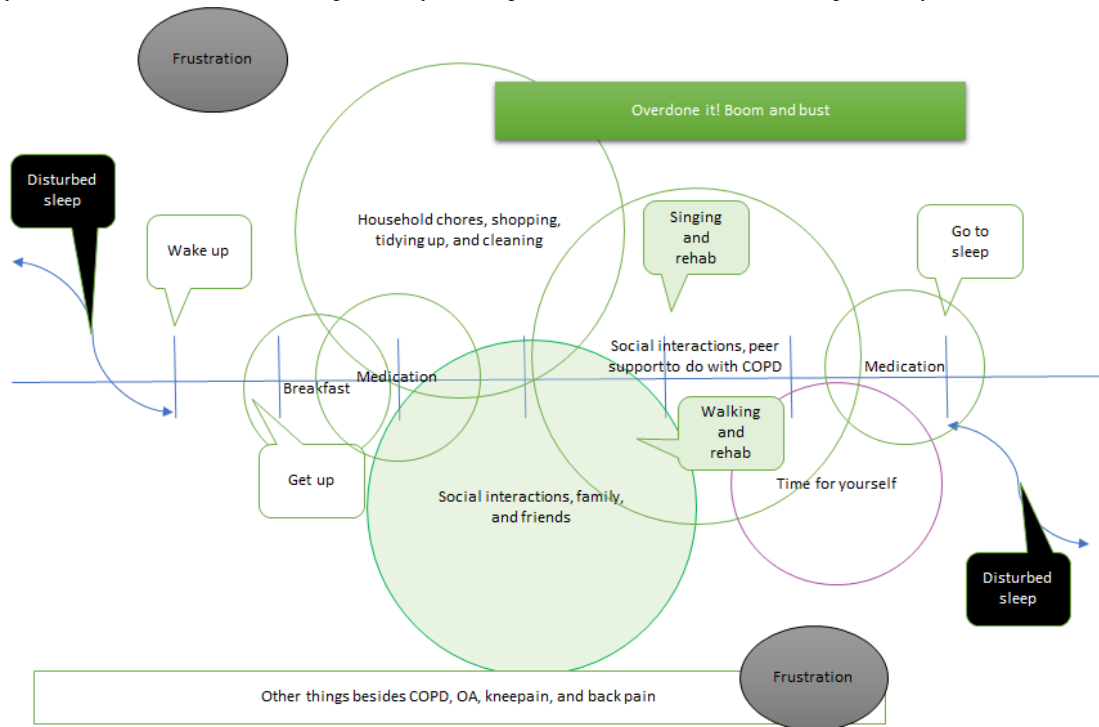 Frustration
Overdone it! Boom and bust
Disturbed
sleep
Wake up
Household chores, shopping,
tidying up, and cleaning
Singing
and
rehab
Go to
sleep
Breakfast
Medication
Social interactions, peer
support to do with COPD
Medication
Get up
Walking
and
rehab
Social interactions, family,
and friends
Time for yourself
Disturbed
sleep
Other things besides COPD, OA, kneepain, and back pain
Frustration